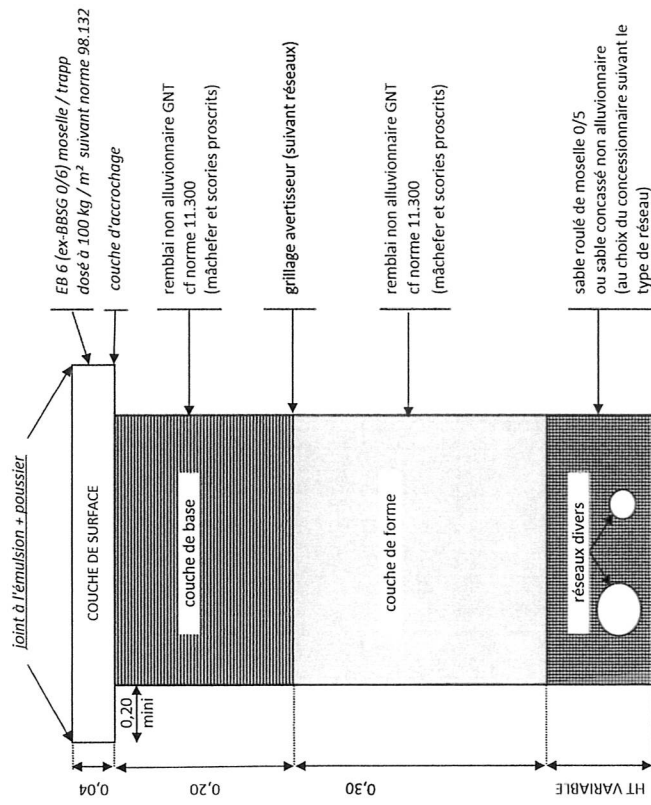 joint à l'émulsion + poussier
COUCHE DE SURFACE
EB 6 (ex-BBSG 0/6) moselle / trapp
dosé à 100 kg / m² suivant norme 98.132
couche d'accrochage
0,04
0,20
mini
couche de base
remblai non alluvionnaire GNT
cf norme 11.300
(mâchefer et scories proscrits)
0,20
grillage avertisseur (suivant réseaux)
couche de forme
remblai non alluvionnaire GNT
cf norme 11.300
(mâchefer et scories proscrits)
0,30
réseaux divers
sable roulé de moselle 0/5
ou sable concassé non alluvionnaire
(au choix du concessionnaire suivant le
type de réseau)
HT VARIABLE